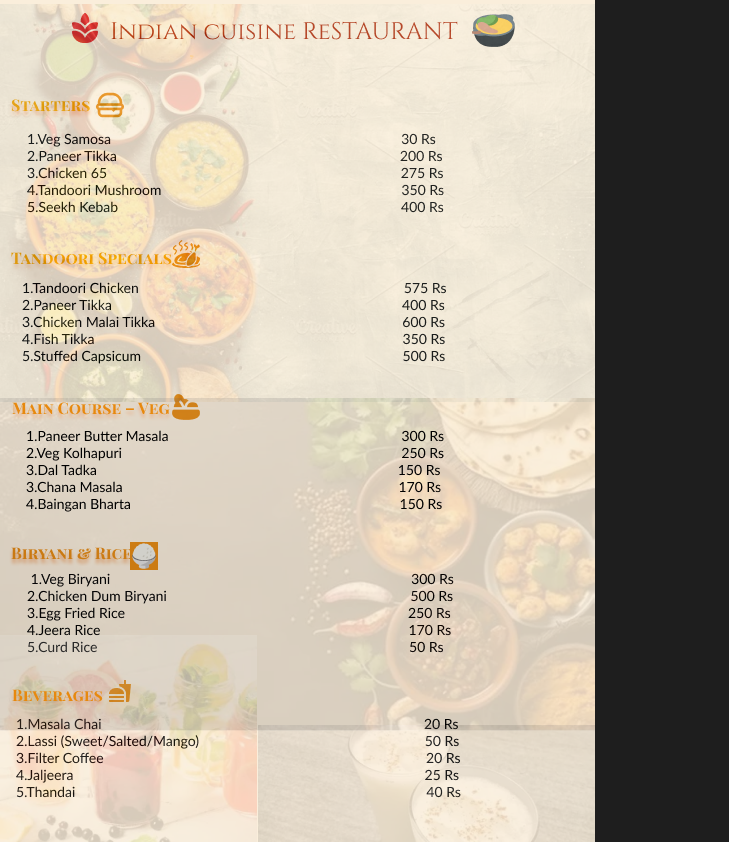 Indian cuisine RESTAURANT
Starters
1.Veg Samosa 30 Rs
2.Paneer Tikka 200 Rs
3.Chicken 65 275 Rs
4.Tandoori Mushroom 350 Rs
5.Seekh Kebab 400 Rs
Tandoori Specials
1.Tandoori Chicken 575 Rs
2.Paneer Tikka 400 Rs
3.Chicken Malai Tikka 600 Rs
4.Fish Tikka 350 Rs
5.Stuffed Capsicum 500 Rs
Main Course – Veg
1.Paneer Butter Masala 300 Rs
2.Veg Kolhapuri 250 Rs
3.Dal Tadka 150 Rs
3.Chana Masala 170 Rs
4.Baingan Bharta 150 Rs
Biryani & Rice
1.Veg Biryani 300 Rs
2.Chicken Dum Biryani 500 Rs
3.Egg Fried Rice 250 Rs
4.Jeera Rice 170 Rs
5.Curd Rice 50 Rs
Beverages
1.Masala Chai 20 Rs
2.Lassi (Sweet/Salted/Mango) 50 Rs
3.Filter Coffee 20 Rs
4.Jaljeera 25 Rs
5.Thandai 40 Rs